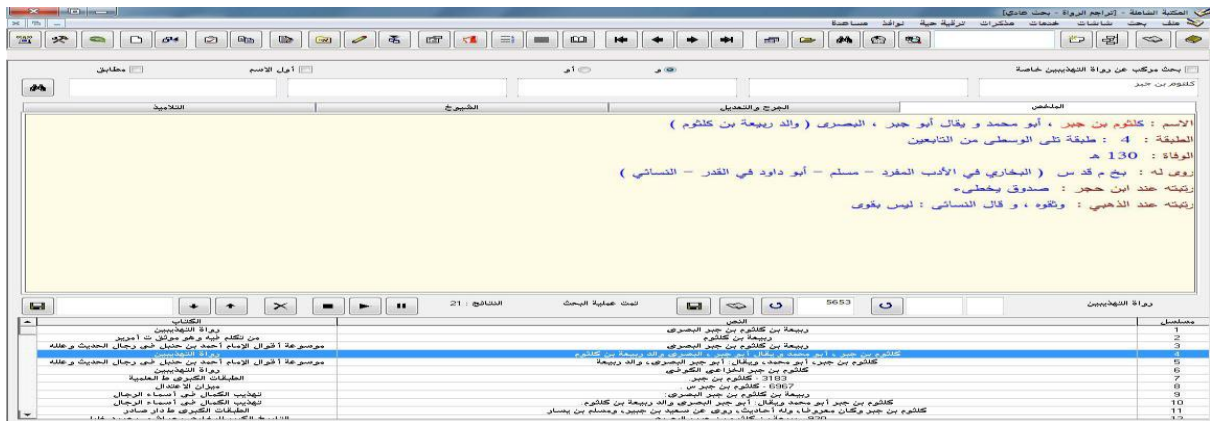 المكتبة الشاملة - [تراجم الرواة - بحث هادي]
ملف بحث شاشات خدمات مذكرات ترقية حية نوافذ مساعدة
بحث مركب عن رواة التهذيبين خاصة
و
أو
أول الاسم
مطابق
كلثوم بن جبر
الملخص
الجرح والتعديل
الشيوخ
التلاميذ
الاسم : كلثوم بن جبر ، أبو محمد و يقال أبو جبر ، البصرى ( والد ربيعة بن كلثوم )
الطبقة : 4 : طبقة تلى الوسطى من التابعين
الوفاة : 130 هـ
روى له : بخ م قد س ( البخاري في الأدب المفرد - مسلم - أبو داود في القدر - النسائي )
رتبته عند ابن حجر : صدوق يخطىء
رتبته عند الذهبي : وثقوه ، و قال النسائى : ليس بقوى
رواة التهذيبين
5653
تمت عملية البحث
النتائج : 21
مسلسل النص الكتاب
1 ربيعة بن كلثوم بن جبر البصرى رواة التهذيبين
2 ربيعة بن كلثوم من تكلم فيه وهو موثق ت أمرير
3 ربيعة بن كلثوم بن جبر البصرى موسوعة أقوال الإمام أحمد بن حنبل في رجال الحديث وعلله
4 كلثوم بن جبر ، أبو محمد و يقال أبو جبر ، البصرى والد ربيعة بن كلثوم رواة التهذيبين
5 كلثوم بن جبر، أبو محمد، ويقال: أبو جبر البصري، والد ربيعة موسوعة أقوال الإمام أحمد بن حنبل في رجال الحديث وعلله
6 كلثوم بن جبر الخزاعي الكوفي رواة التهذيبين
7 3183 - كلثوم بن جبر. الطبقات الكبرى ط العلمية
8 6967 - كلثوم بن جبر س . ميزان الاعتدال
9 ربيعة بن كلثوم بن جبر البصري: تهذيب الكمال في أسماء الرجال
10 كلثوم بن جبر أبو محمد ويقال: أبو جبر البصري والد ربيعة بن كلثوم تهذيب الكمال في أسماء الرجال
11 كلثوم بن جبر وكان معروفا، وله أحاديث، روى عن سعيد بن جبير، ومسلم بن يسار الطبقات الكبرى ط دار صادر